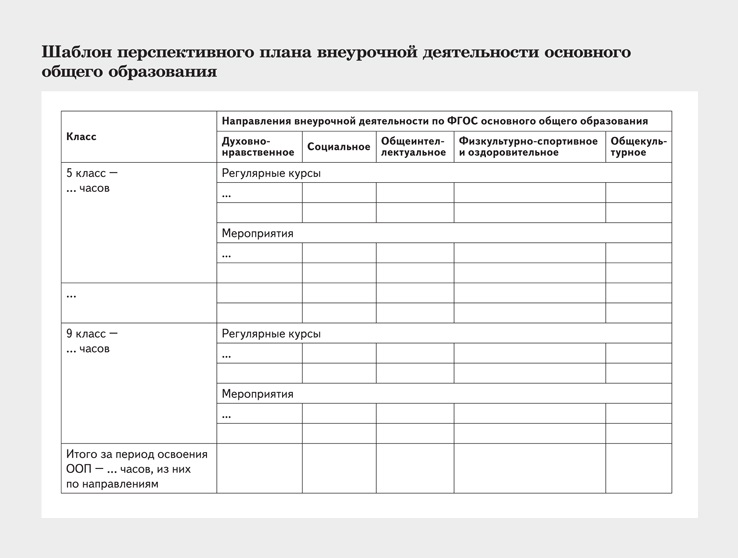 Шаблон перспективного плана внеурочной деятельности основного
общего образования
Класс
Направления внеурочной деятельности по ФГОС основного общего образования
Духовно-
нравственное
Социальное
Общеинтел-
лектуальное
Физкультурно-спортивное
и оздоровительное
Общекуль-
турное
5 класс —
... часов
Регулярные курсы
...
Мероприятия
...
...
9 класс —
... часов
Регулярные курсы
...
Мероприятия
...
Итого за период освоения
ООП — ... часов, из них
по направлениям